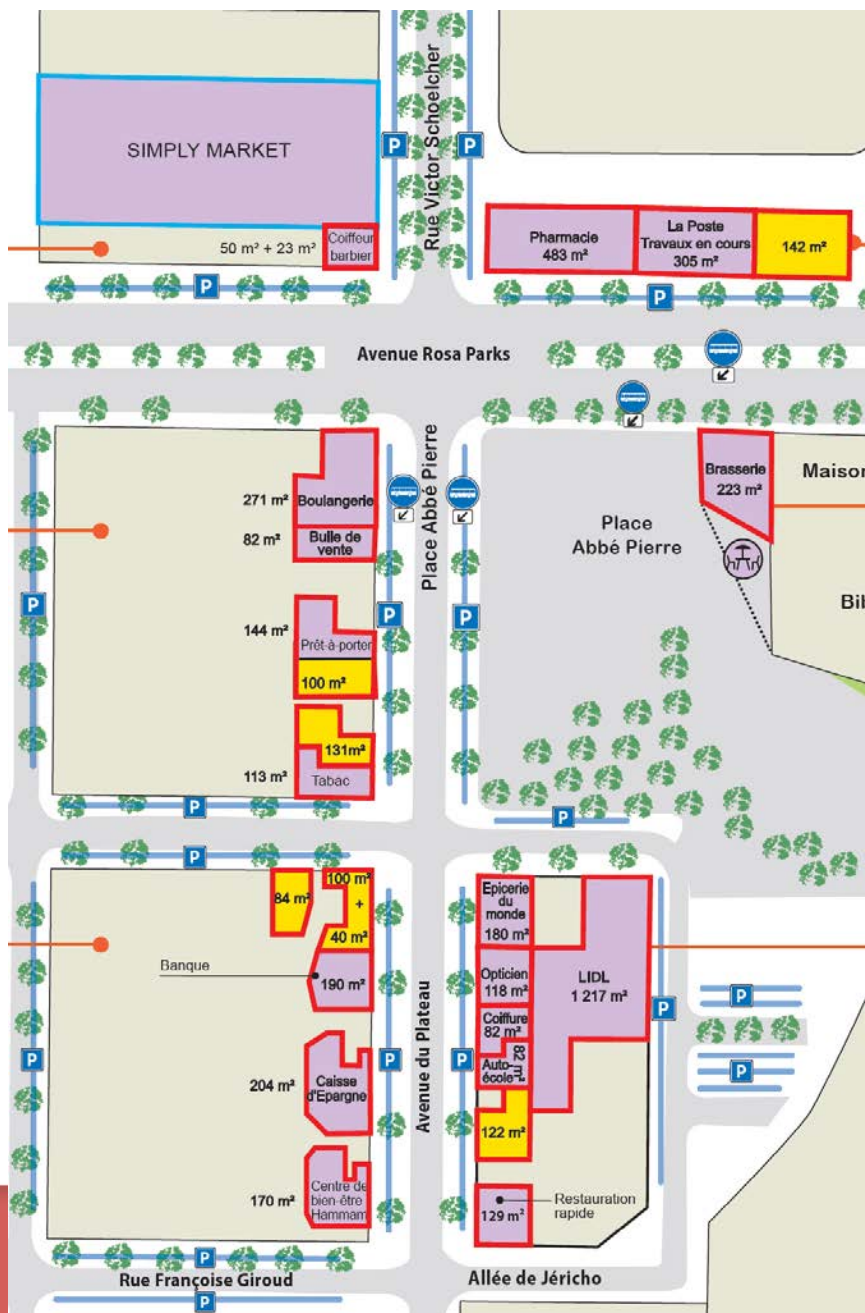 SIMPLY MARKET
50 m² + 23 m²
Coiffeur
barbier
P
P
Rue Victor Schoelcher
Pharmacie
483 m²
La Poste
Travaux en cours
305 m²
142 m²
P
P
Avenue Rosa Parks
Brasserie
223 m²
Maison
271 m²
Boulangerie
82 m²
Bulle de
vente
Place Abbé Pierre
Place
Abbé Pierre
P
P
P
Bib
144 m²
Prêt-à-porter
100 m²
131m²
113 m²
Tabac
P
P
P
84 m²
100 m²
+
40 m²
Banque
190 m²
Epicerie
du
monde
180 m²
Opticien
118 m²
LIDL
1 217 m²
Coiffure
82 m²
82 m²
Auto-
école
P
P
P
P
P
P
204 m²
Caisse
d'Epargne
Avenue du Plateau
122 m²
170 m²
Centre de
bien-être
Hammam
129 m²
Restauration
rapide
P
Rue Françoise Giroud
Allée de Jéricho
P